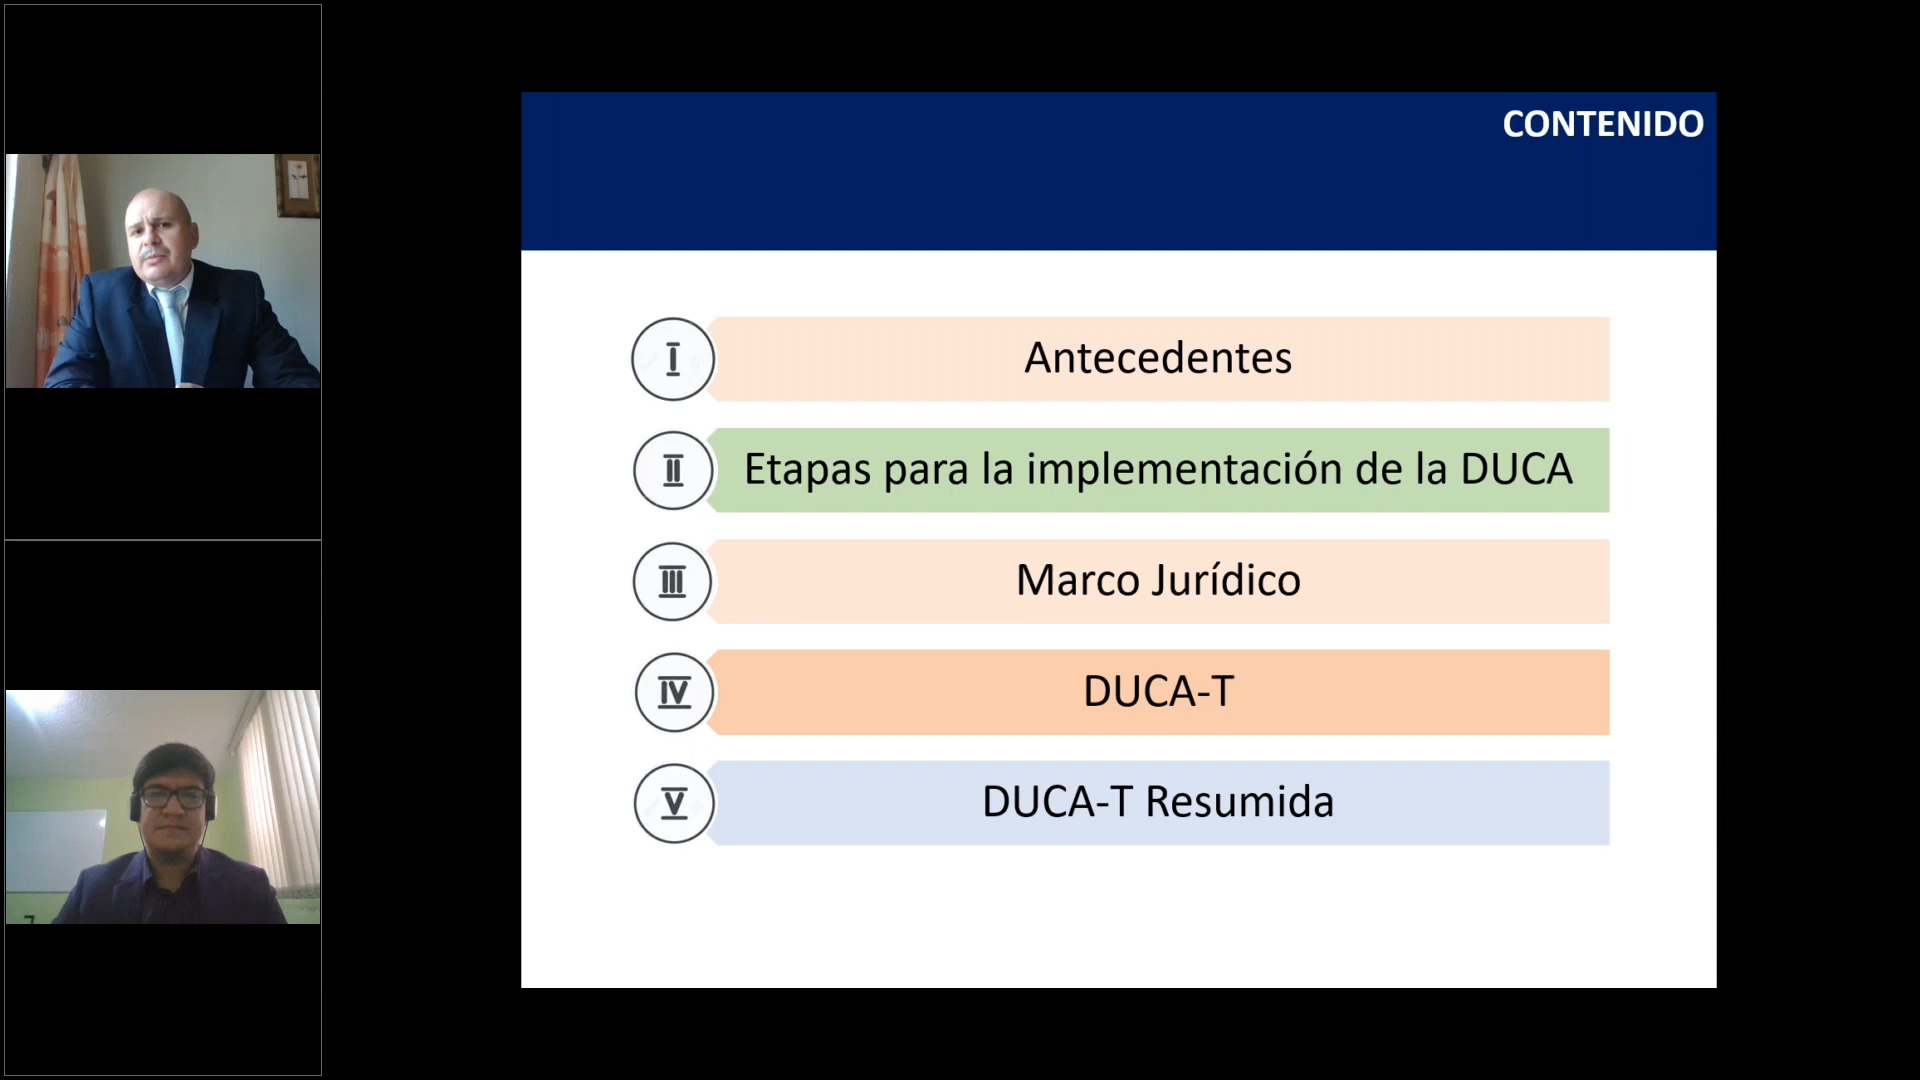 CONTENIDO
I
Antecedentes
II
Etapas para la implementación de la DUCA
III
Marco Jurídico
IV
DUCA-T
V
DUCA-T Resumida